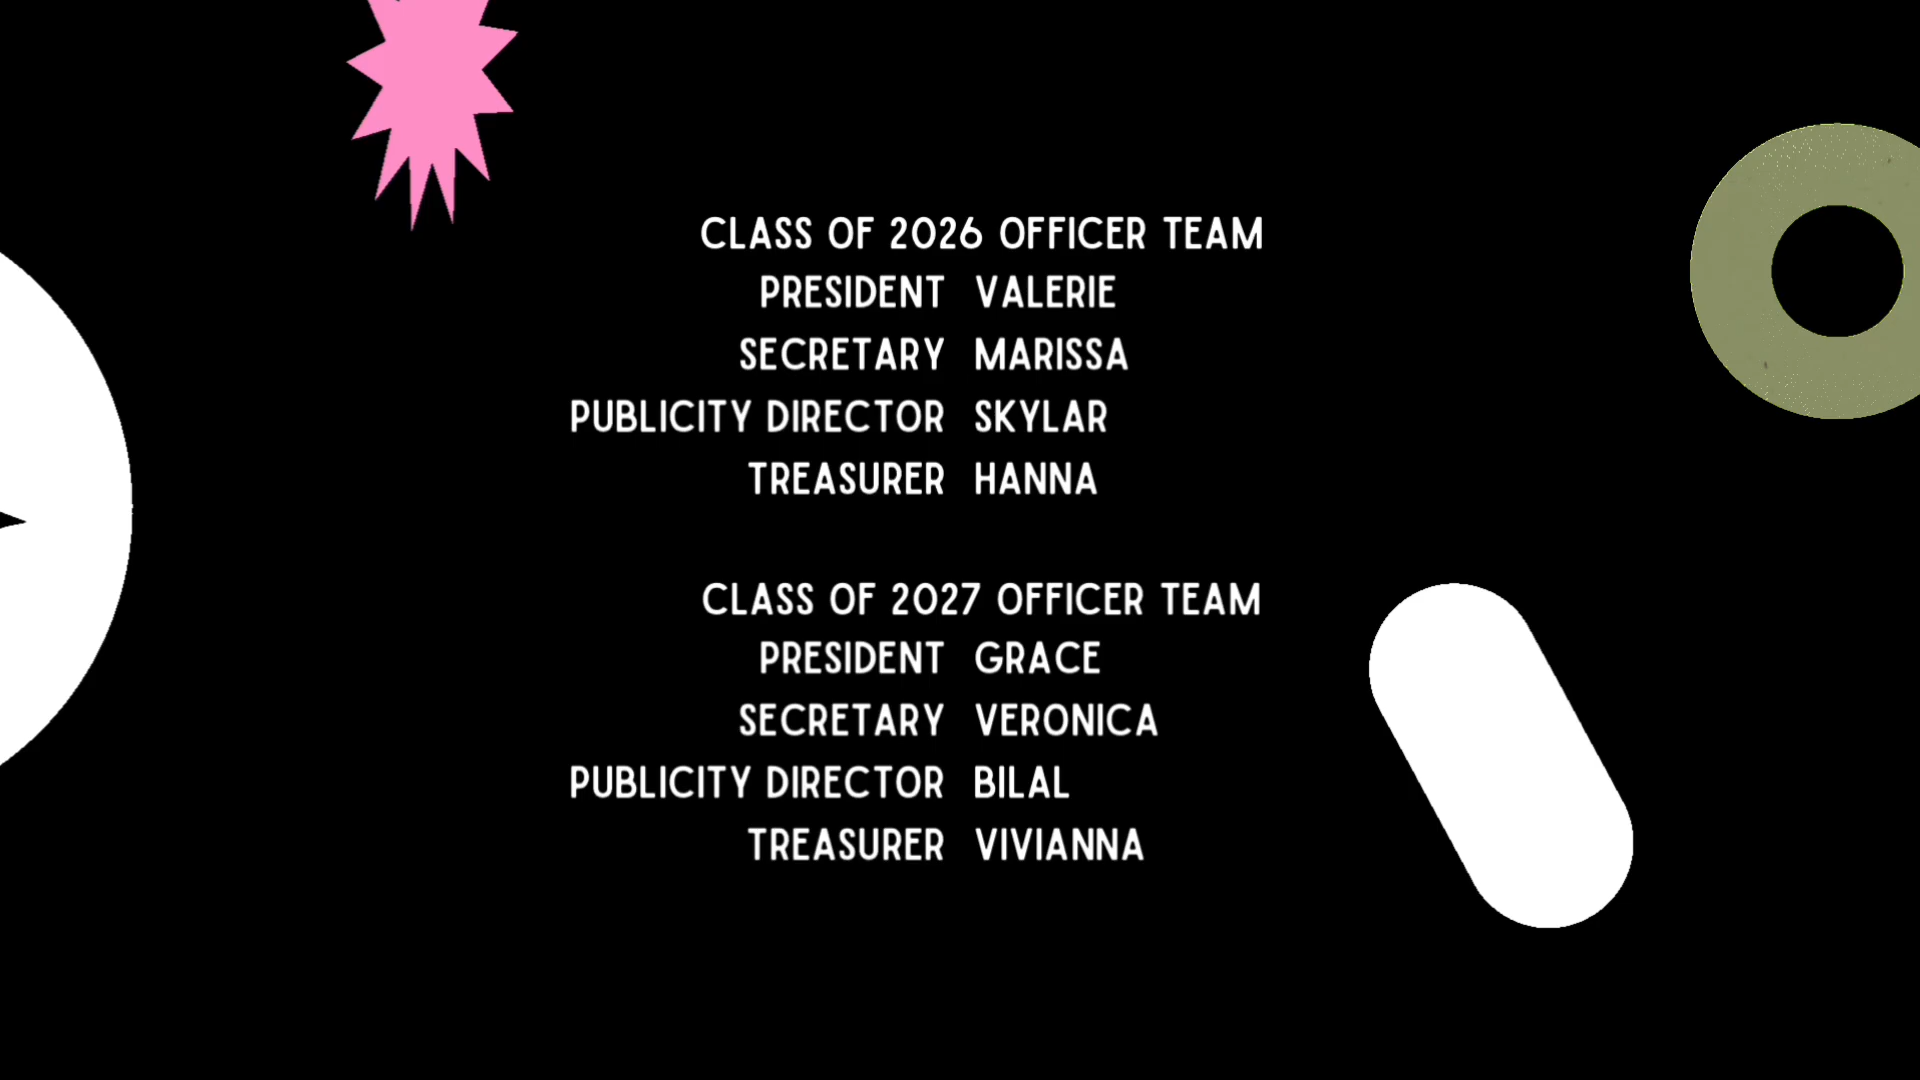 CLASS OF 2026 OFFICER TEAM
PRESIDENT VALERIE
SECRETARY MARISSA
PUBLICITY DIRECTOR SKYLAR
TREASURER HANNA
CLASS OF 2027 OFFICER TEAM
PRESIDENT GRACE
SECRETARY VERONICA
PUBLICITY DIRECTOR BILAL
TREASURER VIVIANNA